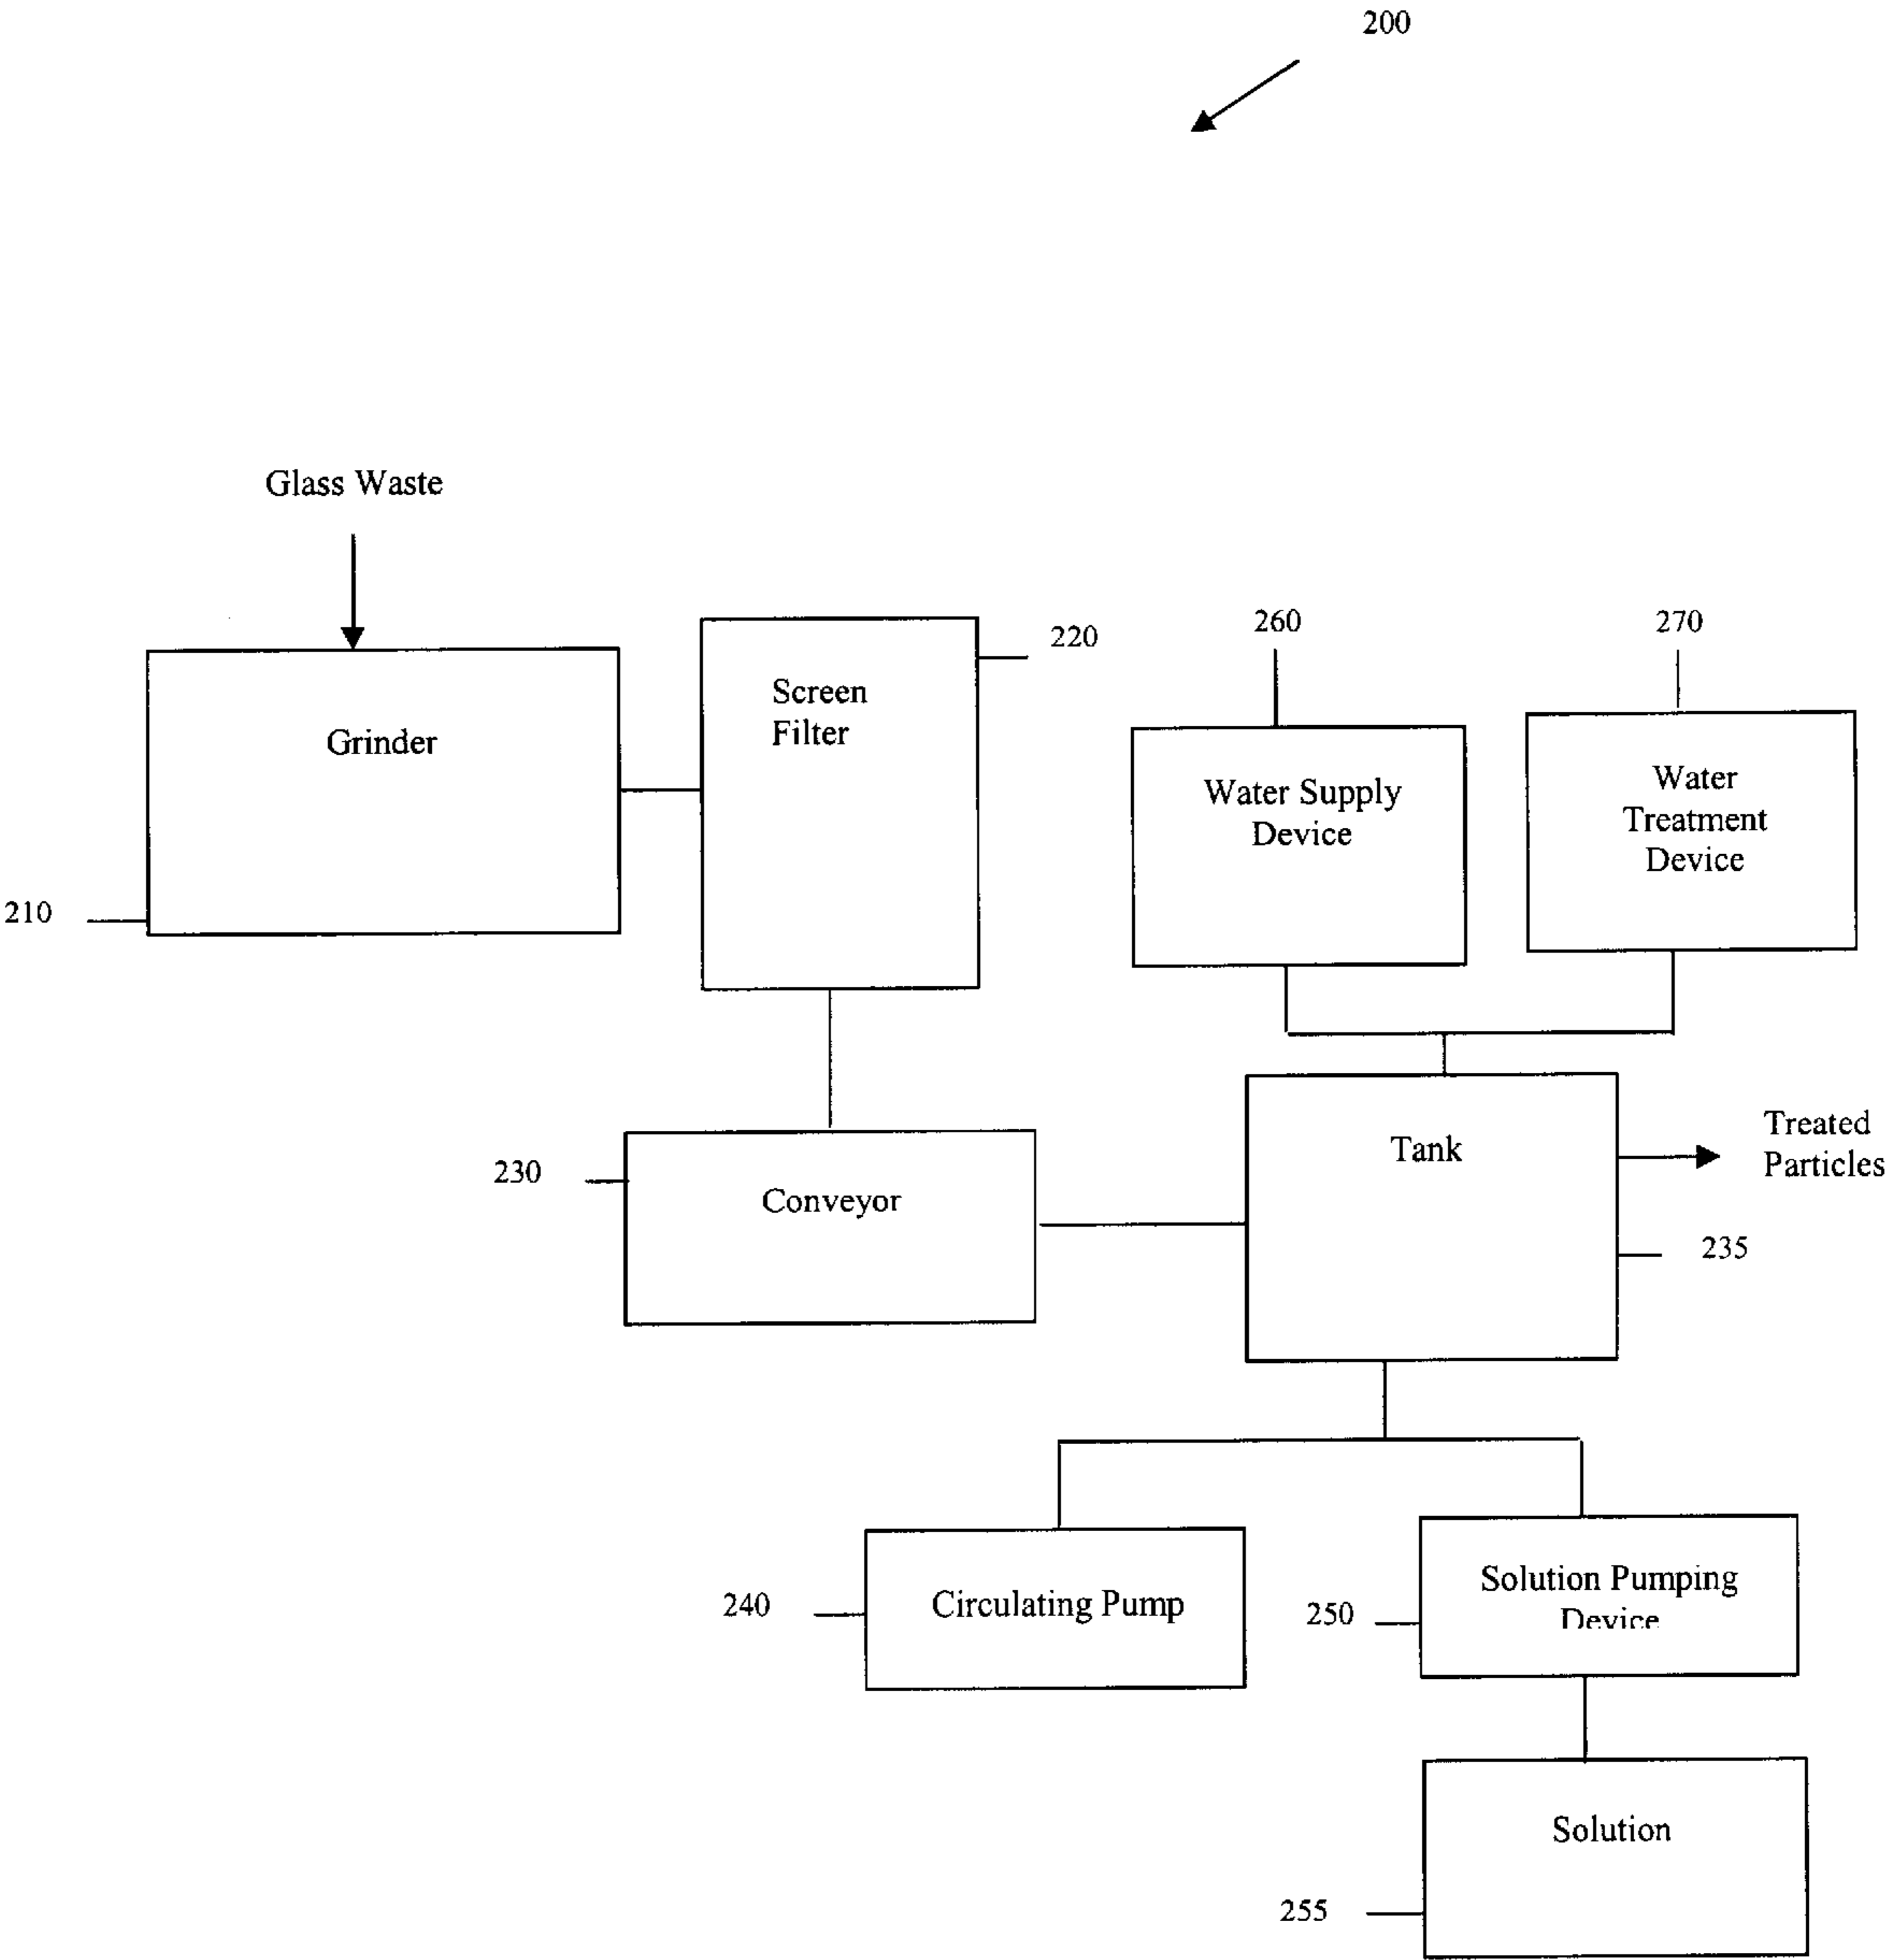 200
Glass Waste
Grinder
210
Screen
Filter
220
260
Water Supply
Device
270
Water
Treatment
Device
230
Conveyor
Tank
Treated
Particles
235
240
Circulating Pump
250
Solution Pumping
Device
Solution
255